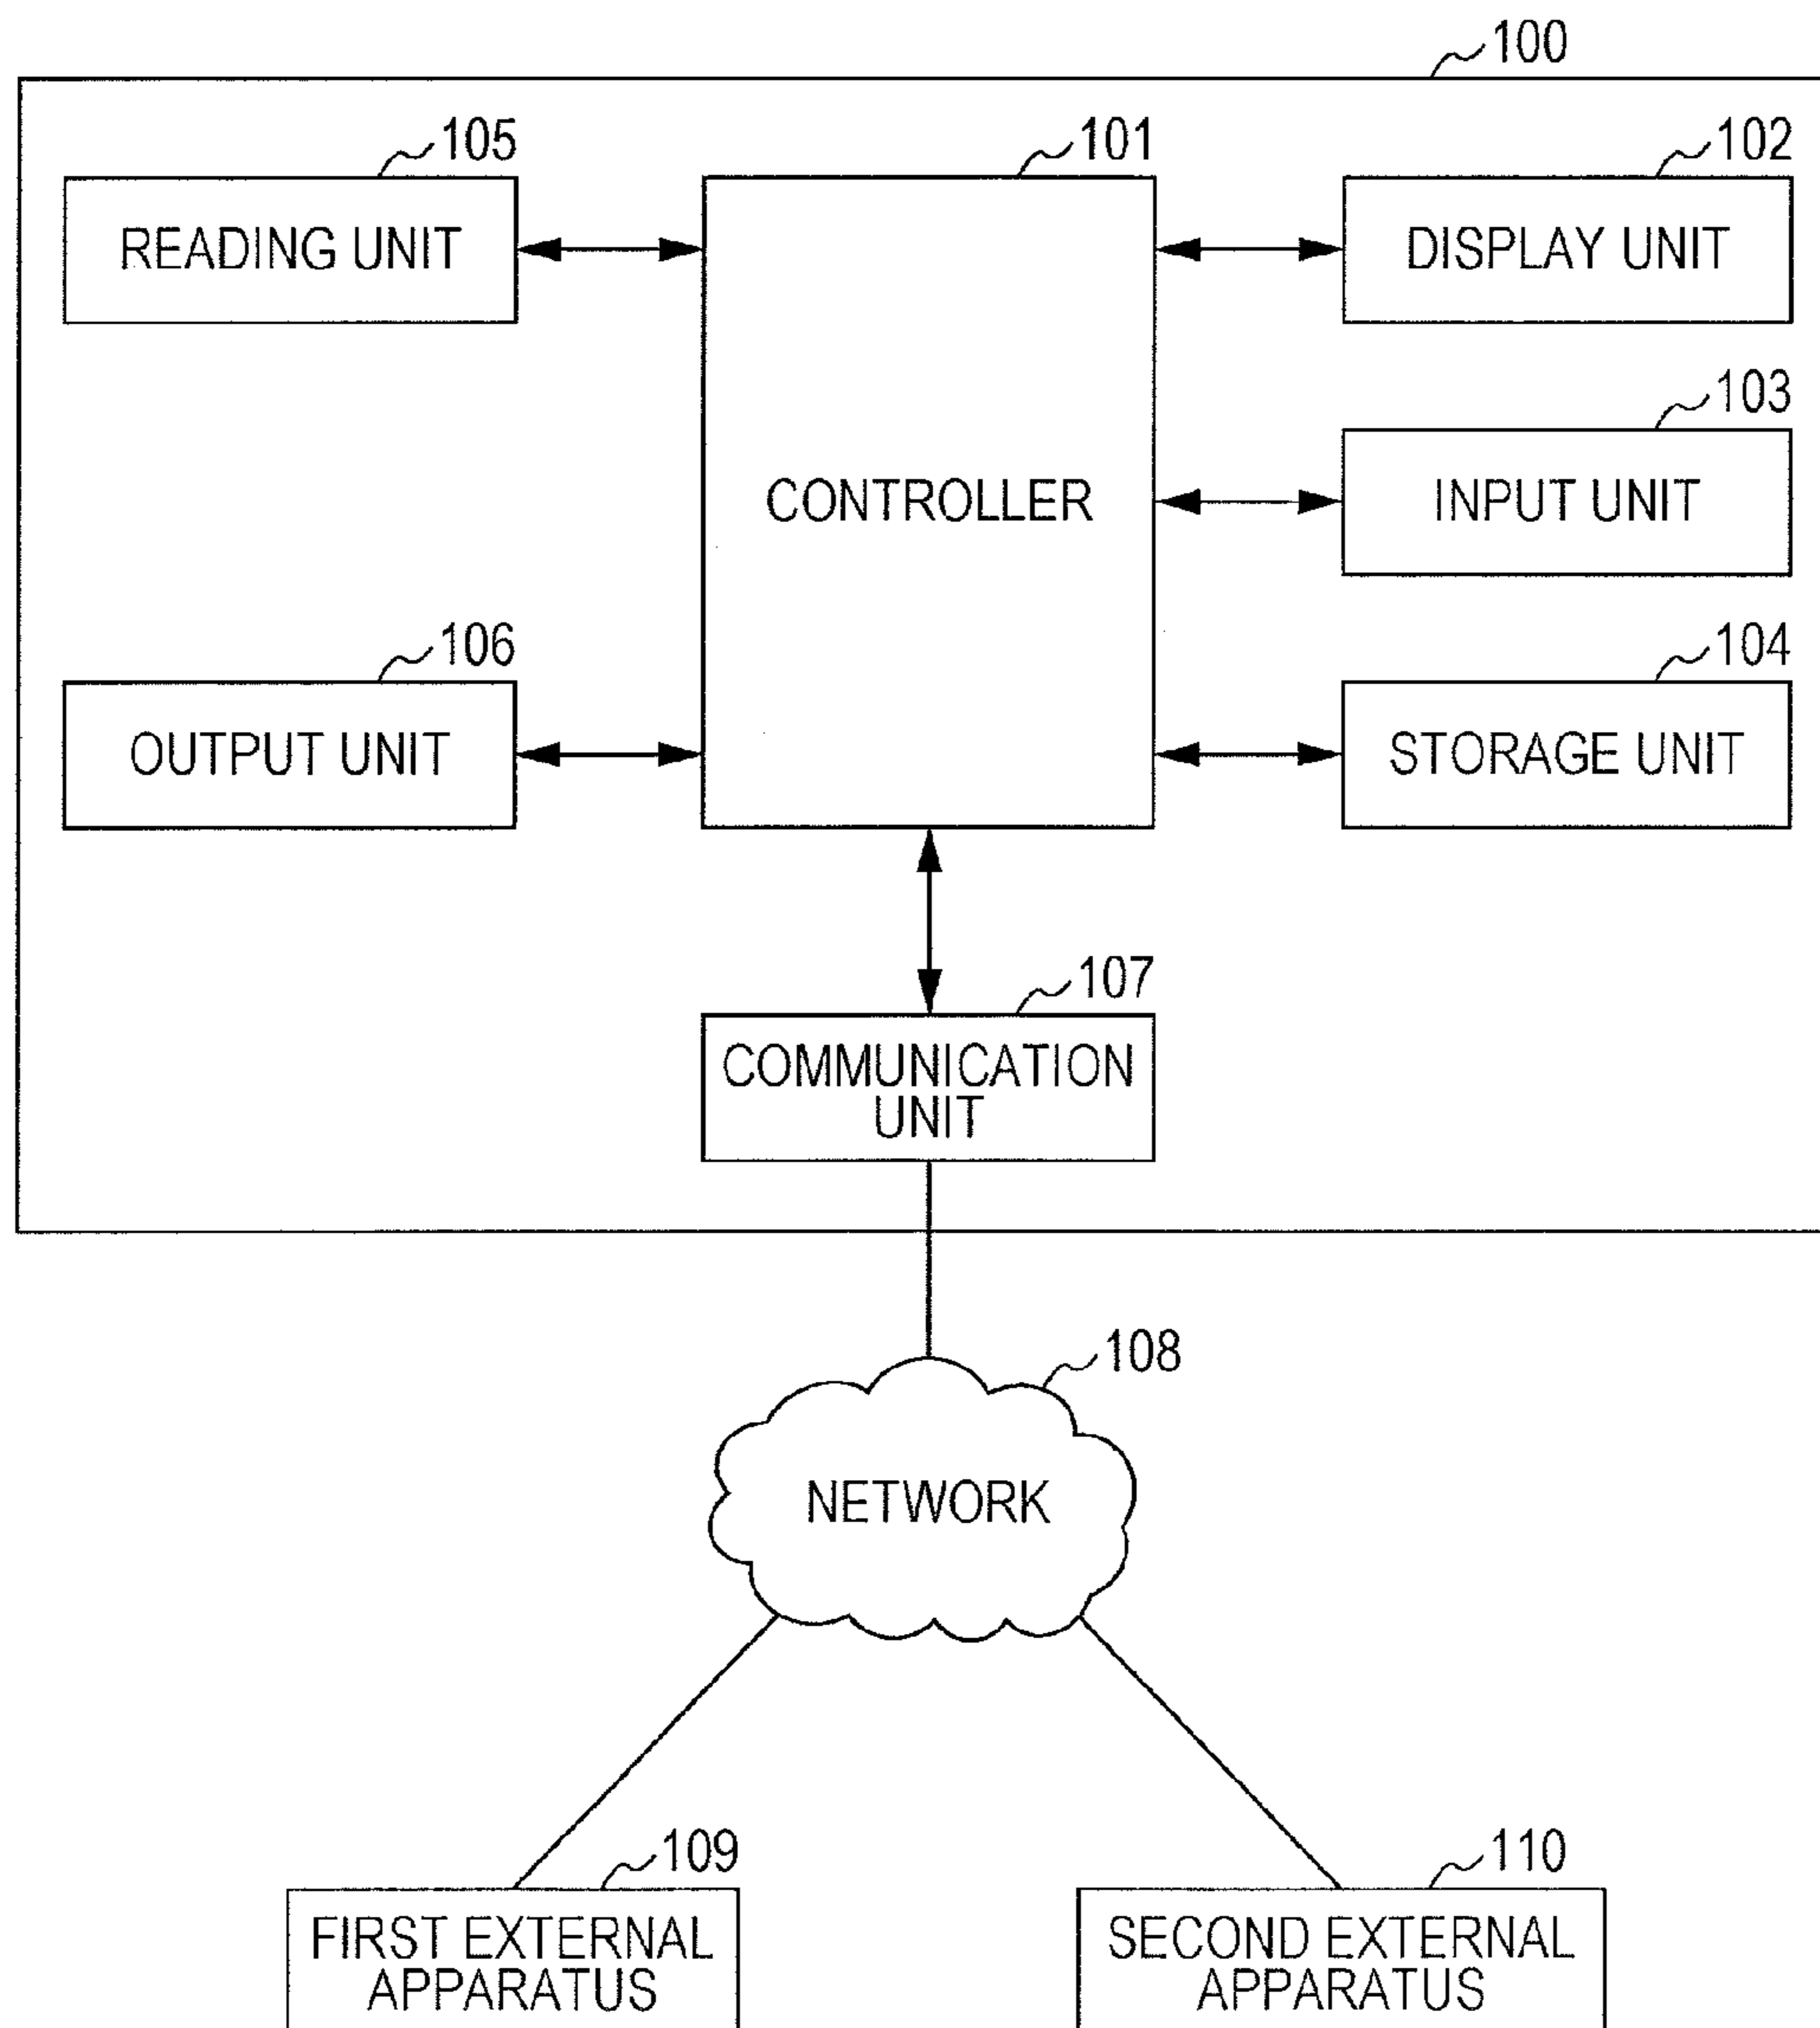 100
105
101
102
READING UNIT
DISPLAY UNIT
103
CONTROLLER
INPUT UNIT
106
104
OUTPUT UNIT
STORAGE UNIT
107
COMMUNICATION
UNIT
108
NETWORK
109
110
FIRST EXTERNAL
APPARATUS
SECOND EXTERNAL
APPARATUS